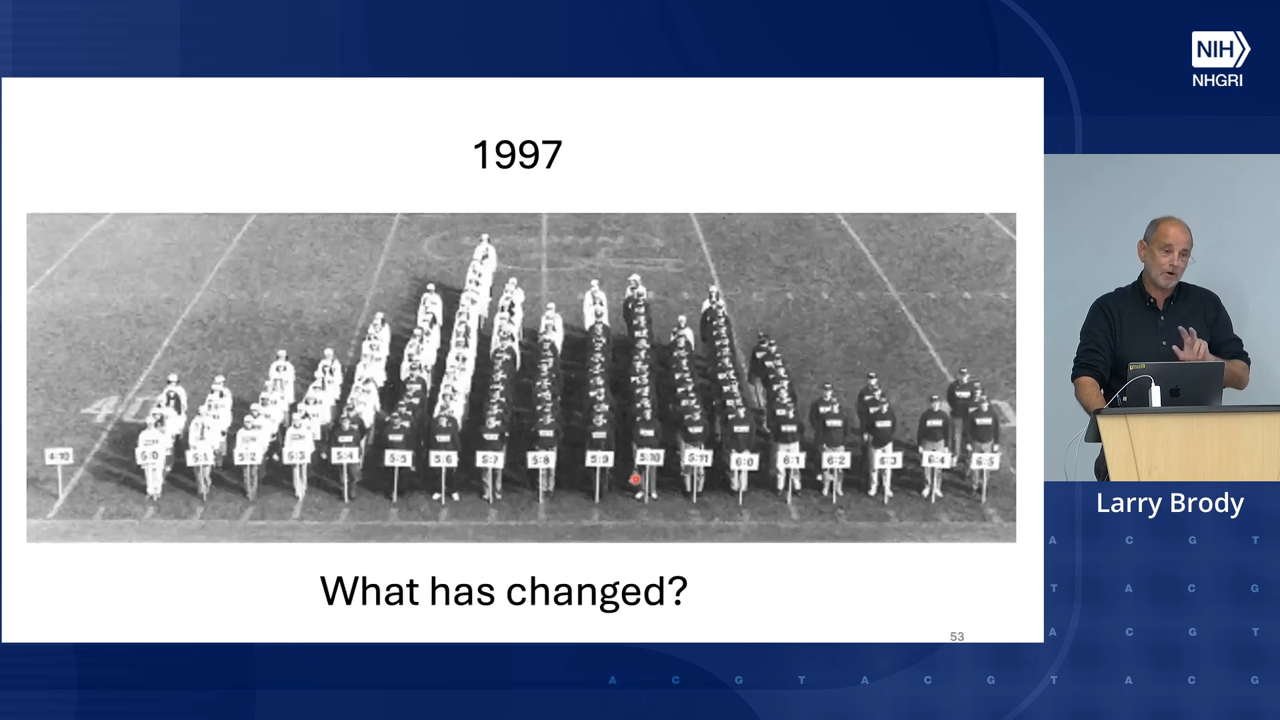 NIH
NHGRI
1997
4:10 5:0 5:1 5:2 5:3 5:4 5:5 5:6 5:7 5:8 5:9 5:10 5:11 6:0 6:1 6:2 6:3 6:4 6:5
What has changed?
53
Larry Brody
A C G T
T A C G
A C G T
A C G T A C G T A C G